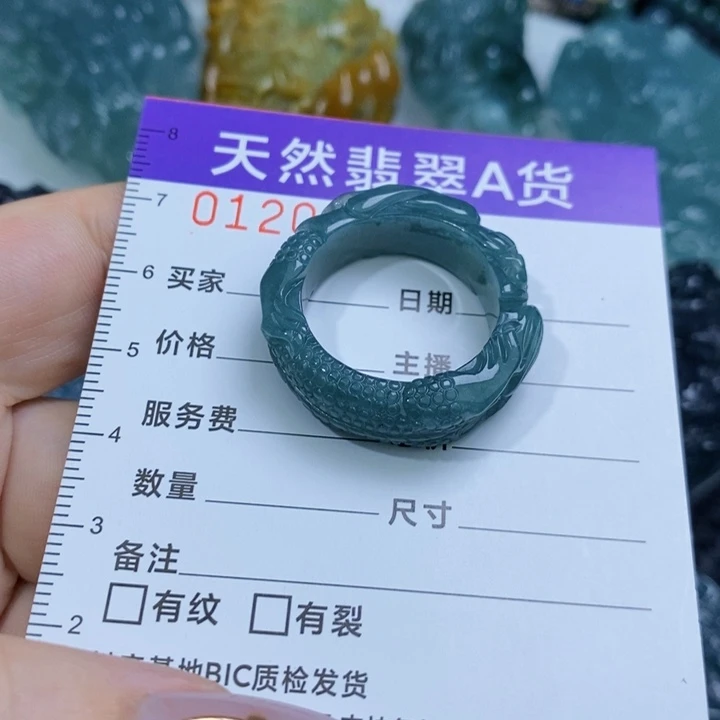 8
天然翡翠A货
7
0120
6
买家 日期
5
价格 主播
4
服务费
数量 尺寸
3
备注
有纹 有裂
2
基地BIC质检发货